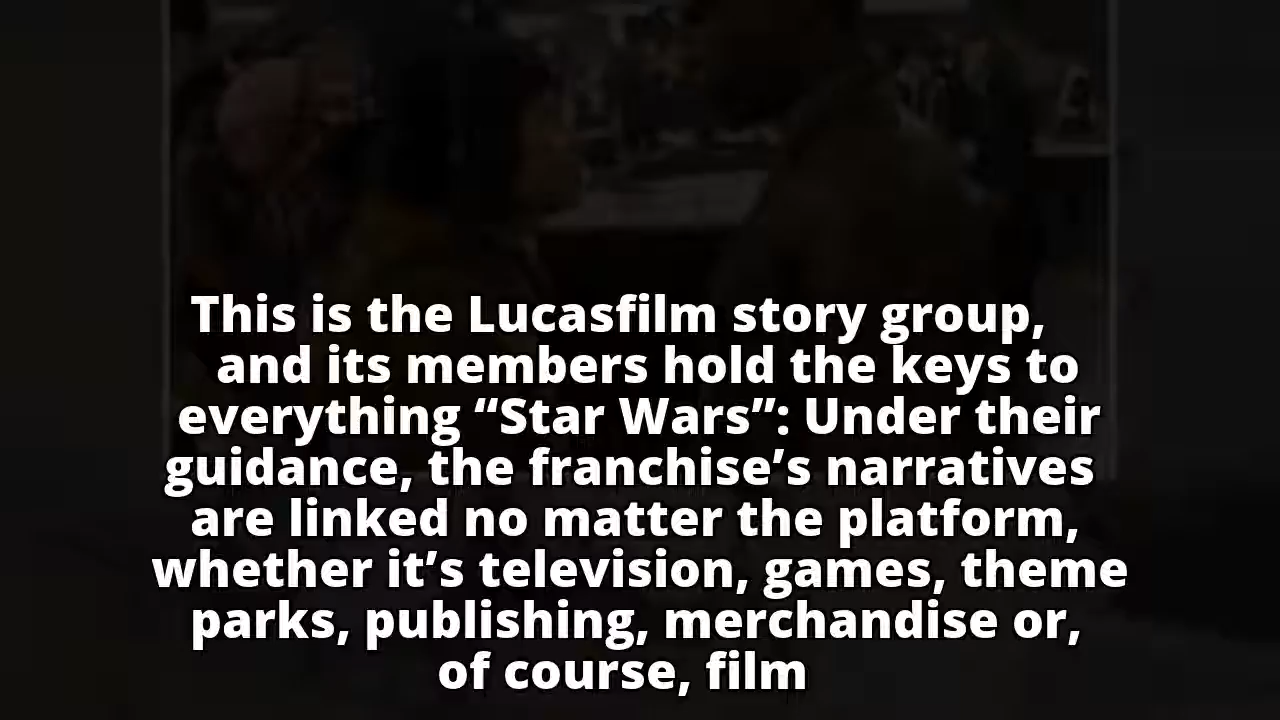 This is the Lucasfilm story group,
and its members hold the keys to
everything “Star Wars”: Under their
guidance, the franchise’s narratives
are linked no matter the platform,
whether it’s television, games, theme
parks, publishing, merchandise or,
of course, film